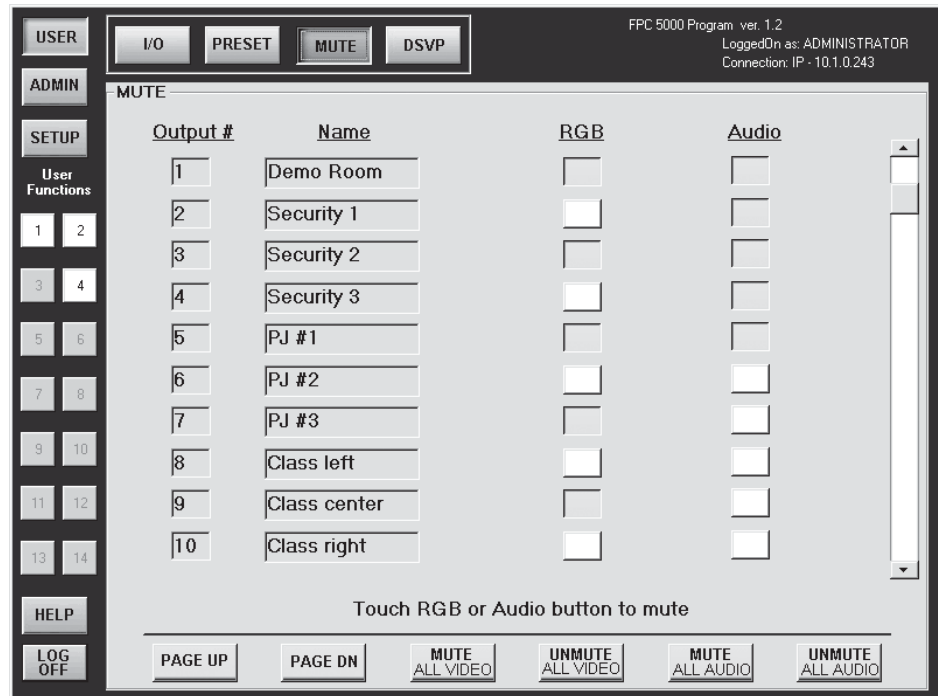 USER
I/O PRESET MUTE DSVP
FPC 5000 Program ver. 1.2
LoggedOn as: ADMINISTRATOR
Connection: IP - 10.1.0.243
ADMIN
SETUP
User
Functions
1 2
3 4
5 6
7 8
9 10
11 12
13 14
HELP
LOG
OFF
MUTE
Output # Name RGB Audio
1 Demo Room
2 Security 1
3 Security 2
4 Security 3
5 PJ #1
6 PJ #2
7 PJ #3
8 Class left
9 Class center
10 Class right
Touch RGB or Audio button to mute
PAGE UP
PAGE DN
MUTE
ALL VIDEO
UNMUTE
ALL VIDEO
MUTE
ALL AUDIO
UNMUTE
ALL AUDIO